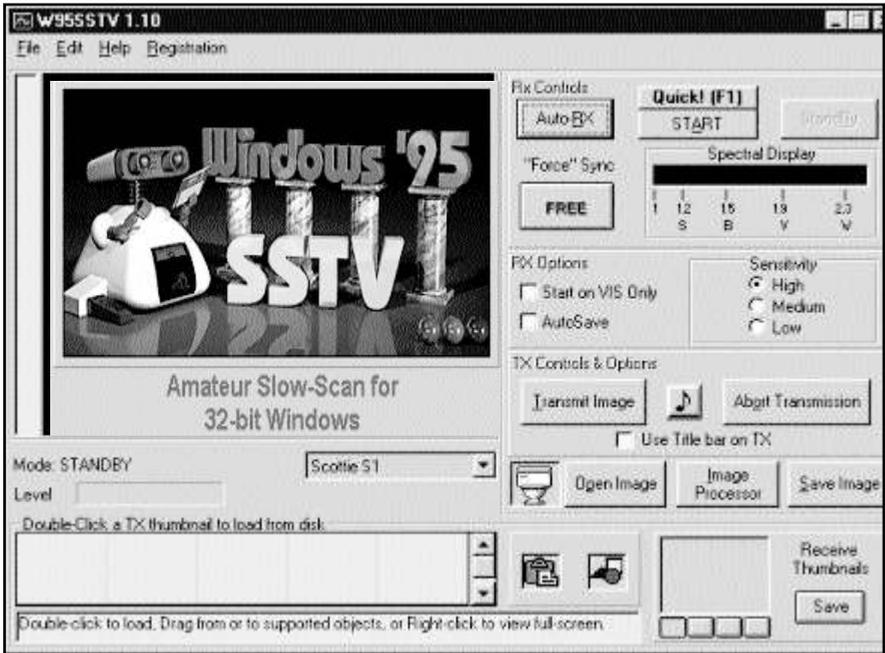 W95SSTV 1.10
File Edit Help Registration
Windows '95
SSTV
Amateur Slow-Scan for
32-bit Windows
Mode: STANDBY
Scottie S1
Level
Double-Click a TX thumbnail to load from disk
Double-click to load, Drag from or to supported objects, or Right-click to view full-screen.
Rx Controls
Auto-RX
Quick! (F1)
START
StandBy
"Force" Sync
FREE
Spectral Display
1 1.2 1.5 1.9 2.3
S B V W
RX Options
Start on VIS Only
AutoSave
Sensitivity
High
Medium
Low
TX Controls & Options
Transmit Image
Abort Transmission
Use Title bar on TX
Open Image
Image
Processor
Save Image
Receive
Thumbnails
Save